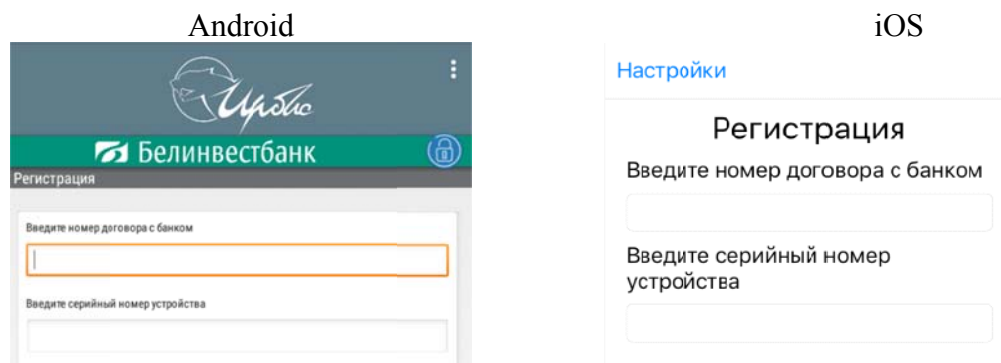 Android
iOS
Ирбис
Белинвестбанк
Регистрация
Введите номер договора с банком
Введите серийный номер устройства
Настройки
Регистрация
Введите номер договора с банком
Введите серийный номер
устройства